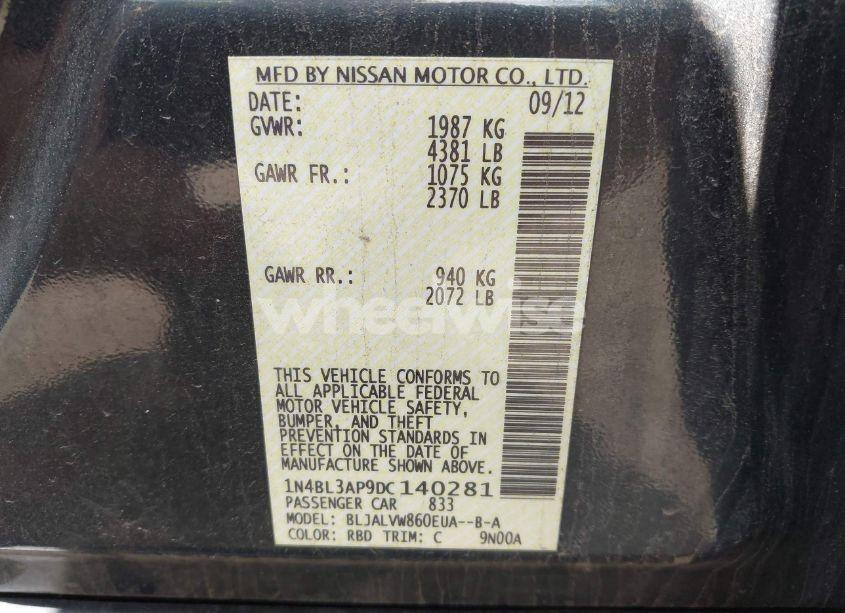 MFD BY NISSAN MOTOR CO., LTD.
DATE: 09/12
GVWR: 1987 KG
4381 LB
GAWR FR.: 1075 KG
2370 LB
GAWR RR.: 940 KG
2072 LB
wheelwise
THIS VEHICLE CONFORMS TO
ALL APPLICABLE FEDERAL
MOTOR VEHICLE SAFETY,
BUMPER, AND THEFT
PREVENTION STANDARDS IN
EFFECT ON THE DATE OF
MANUFACTURE SHOWN ABOVE.
1N4BL3AP9DC140281
PASSENGER CAR 833
MODEL: BLJALVW860EUA--B-A
COLOR: RBD TRIM: C 9N00A